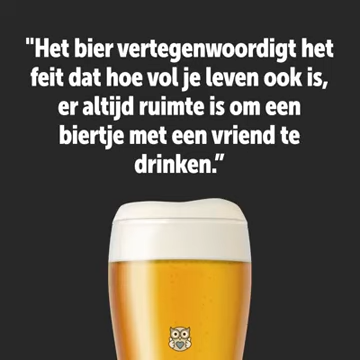 "Het bier vertegenwoordigt het
feit dat hoe vol je leven ook is,
er altijd ruimte is om een
biertje met een vriend te
drinken.”